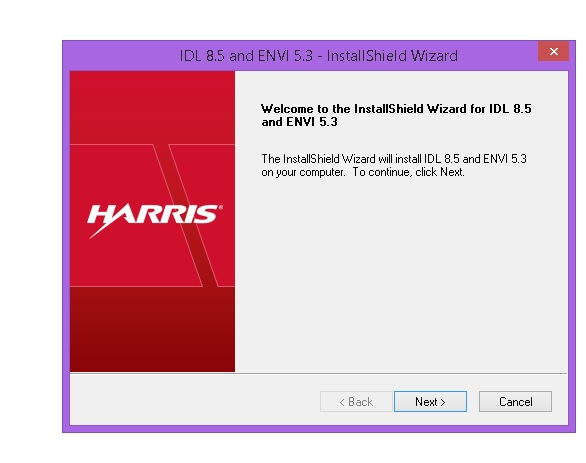 IDL 8.5 and ENVI 5.3 - InstallShield Wizard
Welcome to the InstallShield Wizard for IDL 8.5
and ENVI 5.3
The InstallShield Wizard will install IDL 8.5 and ENVI 5.3
on your computer.  To continue, click Next.
HARRIS®
< Back
Next >
Cancel